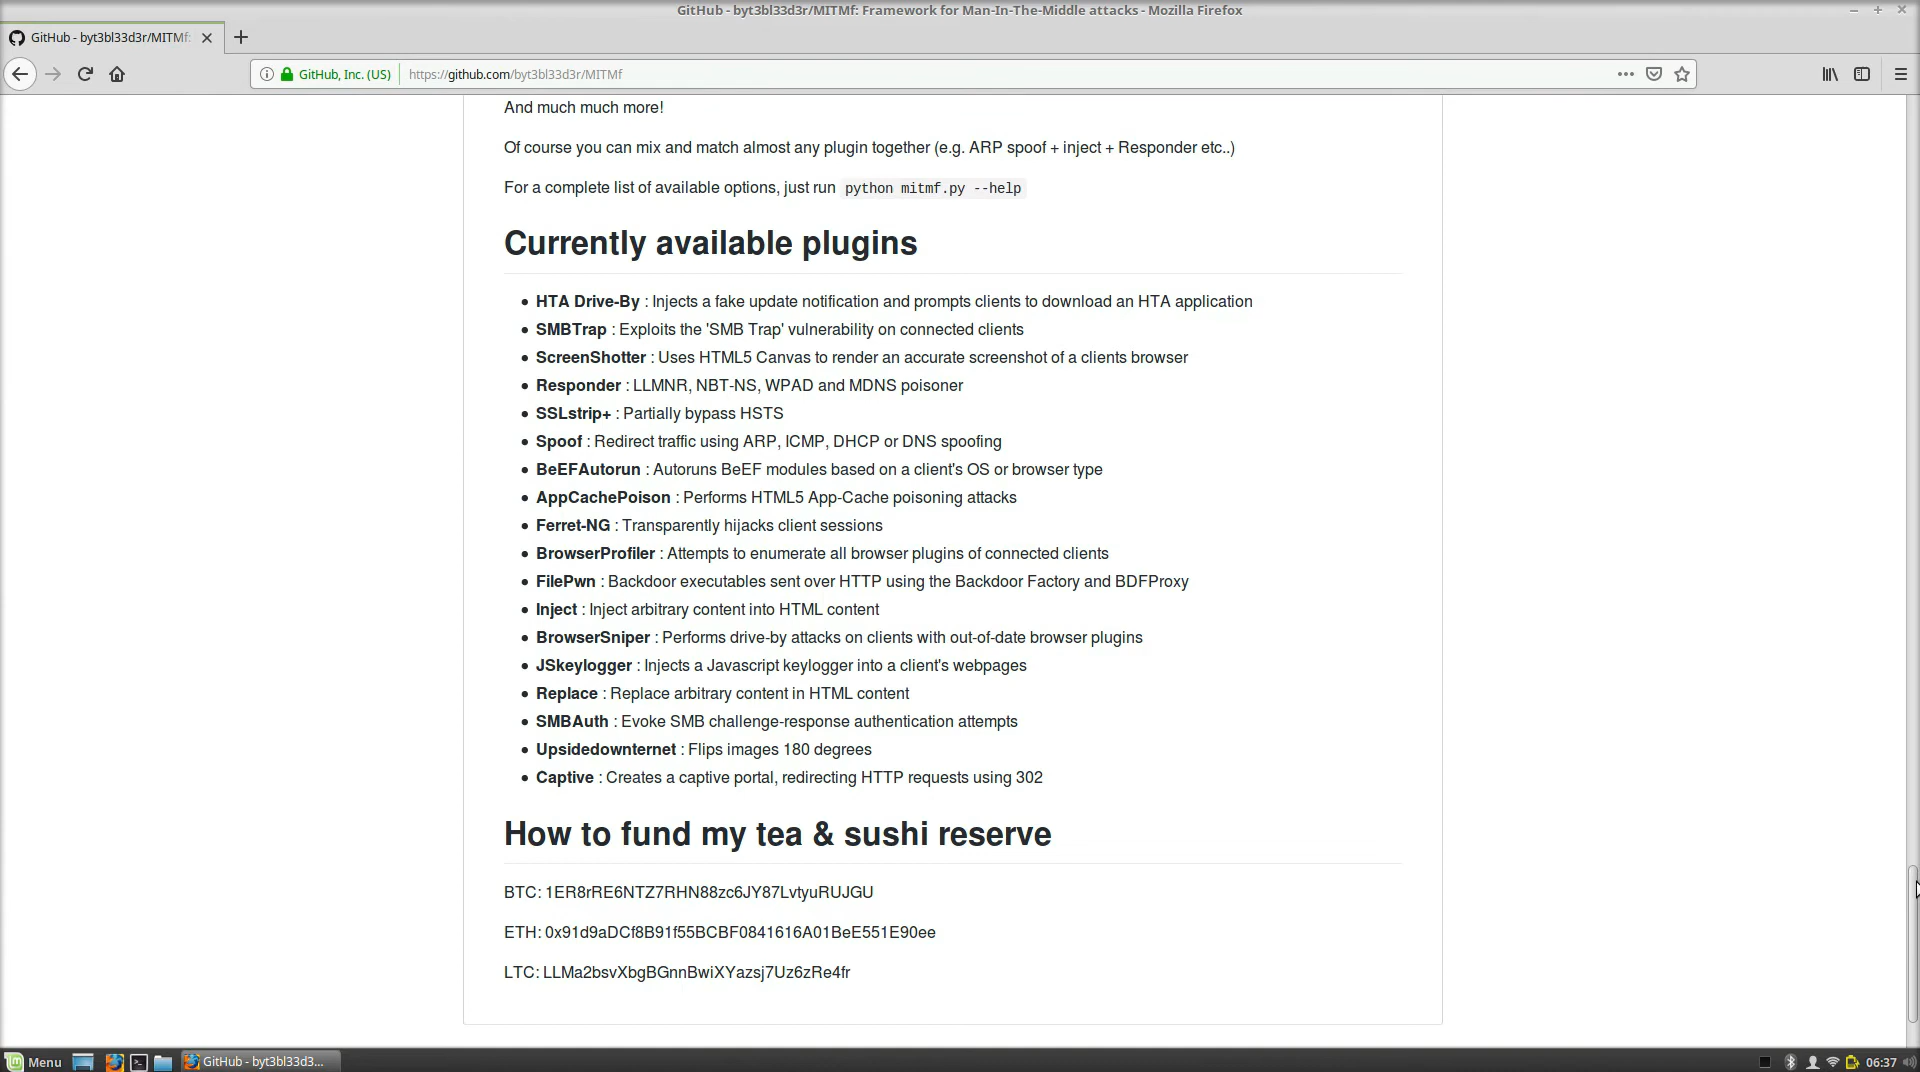 GitHub - byt3bl33d3r/MITMf: Framework for Man-In-The-Middle attacks - Mozilla Firefox
GitHub - byt3bl33d3r/MITMf:
GitHub, Inc. (US)
https://github.com/byt3bl33d3r/MITMf
And much much more!
Of course you can mix and match almost any plugin together (e.g. ARP spoof + inject + Responder etc..)
For a complete list of available options, just run python mitmf.py --help
Currently available plugins
HTA Drive-By : Injects a fake update notification and prompts clients to download an HTA application
SMBTrap : Exploits the 'SMB Trap' vulnerability on connected clients
ScreenShotter : Uses HTML5 Canvas to render an accurate screenshot of a clients browser
Responder : LLMNR, NBT-NS, WPAD and MDNS poisoner
SSLstrip+ : Partially bypass HSTS
Spoof : Redirect traffic using ARP, ICMP, DHCP or DNS spoofing
BeEFAutorun : Autoruns BeEF modules based on a client's OS or browser type
AppCachePoison : Performs HTML5 App-Cache poisoning attacks
Ferret-NG : Transparently hijacks client sessions
BrowserProfiler : Attempts to enumerate all browser plugins of connected clients
FilePwn : Backdoor executables sent over HTTP using the Backdoor Factory and BDFProxy
Inject : Inject arbitrary content into HTML content
BrowserSniper : Performs drive-by attacks on clients with out-of-date browser plugins
JSkeylogger : Injects a Javascript keylogger into a client's webpages
Replace : Replace arbitrary content in HTML content
SMBAuth : Evoke SMB challenge-response authentication attempts
Upsidedownternet : Flips images 180 degrees
Captive : Creates a captive portal, redirecting HTTP requests using 302
How to fund my tea & sushi reserve
BTC: 1ER8rRE6NTZ7RHN88zc6JY87LvtyuRUJGU
ETH: 0x91d9aDCf8B91f55BCBF0841616A01BeE551E90ee
LTC: LLMa2bsvXbgBGnnBwiXYazsj7Uz6zRe4fr
Menu
GitHub - byt3bl33d3...
06:37